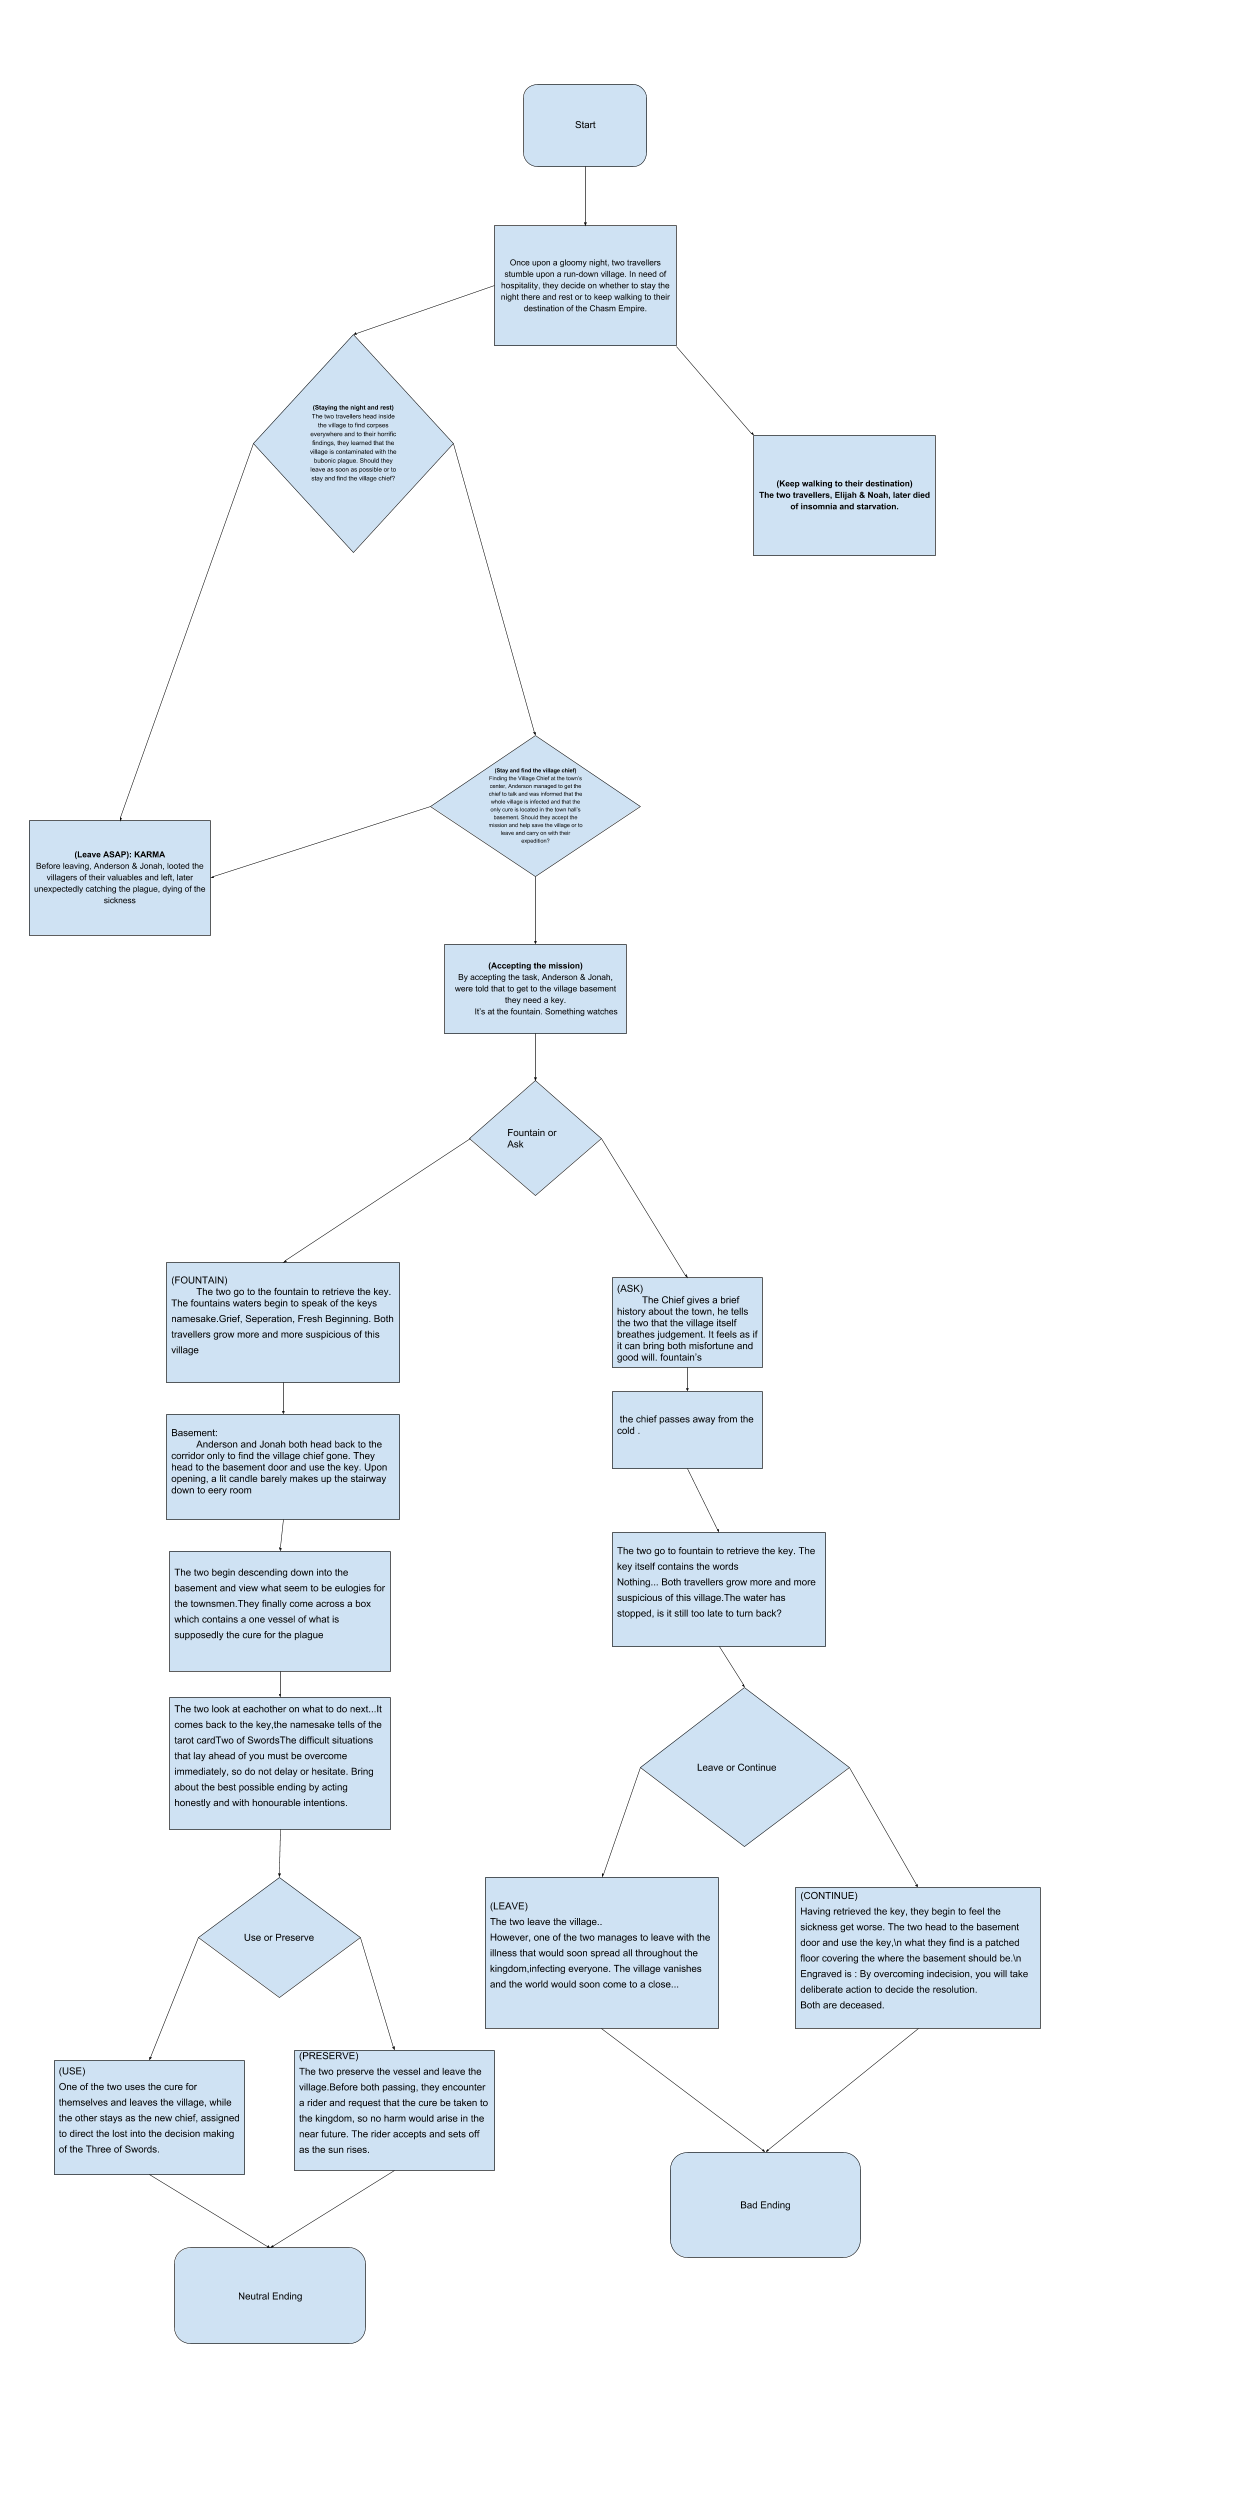 Start
Once upon a gloomy night, two travellers
stumble upon a run-down village. In need of
hospitality, they decide on whether to stay the
night there and rest or to keep walking to their
destination of the Chasm Empire.
(Staying the night and rest)
The two travellers head inside
the village to find corpses
everywhere and to their horrific
findings, they learned that the
village is contaminated with the
bubonic plague. Should they
leave as soon as possible or to
stay and find the village chief?
(Keep walking to their destination)
The two travellers, Elijah & Noah, later died
of insomnia and starvation.
(Stay and find the village chief)
Finding the Village Chief at the town's
center, Anderson managed to get the
chief to talk and was informed that the
whole village is infected and that the
only cure is located in the town hall's
basement. Should they accept the
mission and help save the village or to
leave and carry on with their
expedition?
(Leave ASAP): KARMA
Before leaving, Anderson & Jonah, looted the
villagers of their valuables and left, later
unexpectedly catching the plague, dying of the
sickness
(Accepting the mission)
By accepting the task, Anderson & Jonah,
were told that to get to the village basement
they need a key.
It's at the fountain. Something watches
Fountain or
Ask
(FOUNTAIN)
The two go to the fountain to retrieve the key.
The fountains waters begin to speak of the keys
namesake.Grief, Seperation, Fresh Beginning. Both
travellers grow more and more suspicious of this
village
(ASK)
The Chief gives a brief
history about the town, he tells
the two that the village itself
breathes judgement. It feels as if
it can bring both misfortune and
good will. fountain's
the chief passes away from the
cold .
Basement:
Anderson and Jonah both head back to the
corridor only to find the village chief gone. They
head to the basement door and use the key. Upon
opening, a lit candle barely makes up the stairway
down to eery room
The two go to fountain to retrieve the key. The
key itself contains the words
Nothing... Both travellers grow more and more
suspicious of this village.The water has
stopped, is it still too late to turn back?
The two begin descending down into the
basement and view what seem to be eulogies for
the townsmen.They finally come across a box
which contains a one vessel of what is
supposedly the cure for the plague
The two look at eachother on what to do next...It
comes back to the key,the namesake tells of the
tarot cardTwo of SwordsThe difficult situations
that lay ahead of you must be overcome
immediately, so do not delay or hesitate. Bring
about the best possible ending by acting
honestly and with honourable intentions.
Leave or Continue
Use or Preserve
(LEAVE)
The two leave the village..
However, one of the two manages to leave with the
illness that would soon spread all throughout the
kingdom,infecting everyone. The village vanishes
and the world would soon come to a close...
(CONTINUE)
Having retrieved the key, they begin to feel the
sickness get worse. The two head to the basement
door and use the key,\n what they find is a patched
floor covering the where the basement should be.\n
Engraved is : By overcoming indecision, you will take
deliberate action to decide the resolution.
Both are deceased.
(USE)
One of the two uses the cure for
themselves and leaves the village, while
the other stays as the new chief, assigned
to direct the lost into the decision making
of the Three of Swords.
(PRESERVE)
The two preserve the vessel and leave the
village.Before both passing, they encounter
a rider and request that the cure be taken to
the kingdom, so no harm would arise in the
near future. The rider accepts and sets off
as the sun rises.
Bad Ending
Neutral Ending